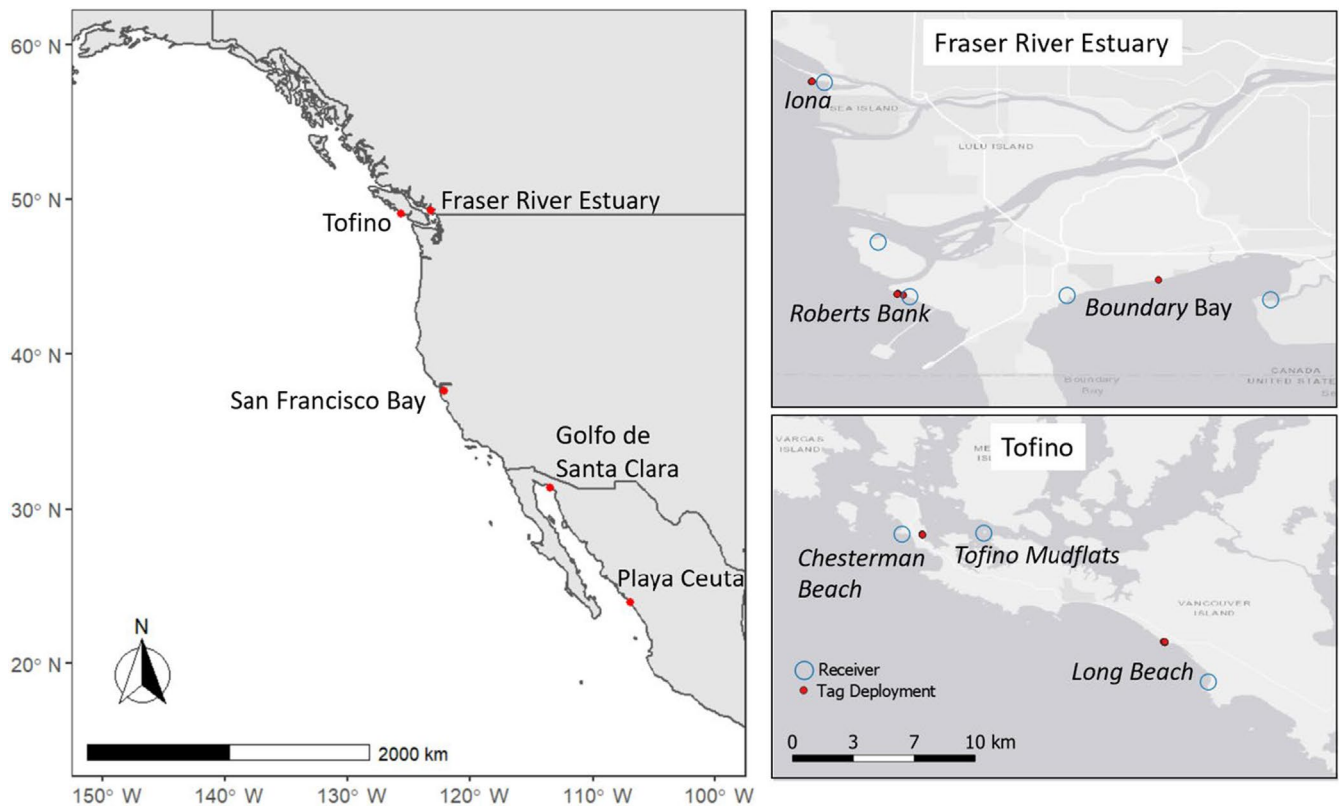 60° N
50° N
40° N
30° N
20° N
150° W
140° W
130° W
120° W
110° W
100° W
Fraser River Estuary
Tofino
San Francisco Bay
Golfo de
Santa Clara
Playa Ceuta
N
2000 km
Fraser River Estuary
Iona
SEA ISLAND
LULU ISLAND
Roberts Bank
Boundary Bay
Boundary
Bay
CANADA
UNITED STATE
Tofino
VARGAS
ISLAND
Chesterman
Beach
Tofino Mudflats
VANCOUVER
ISLAND
Long Beach
Receiver
Tag Deployment
0 3 7 10 km